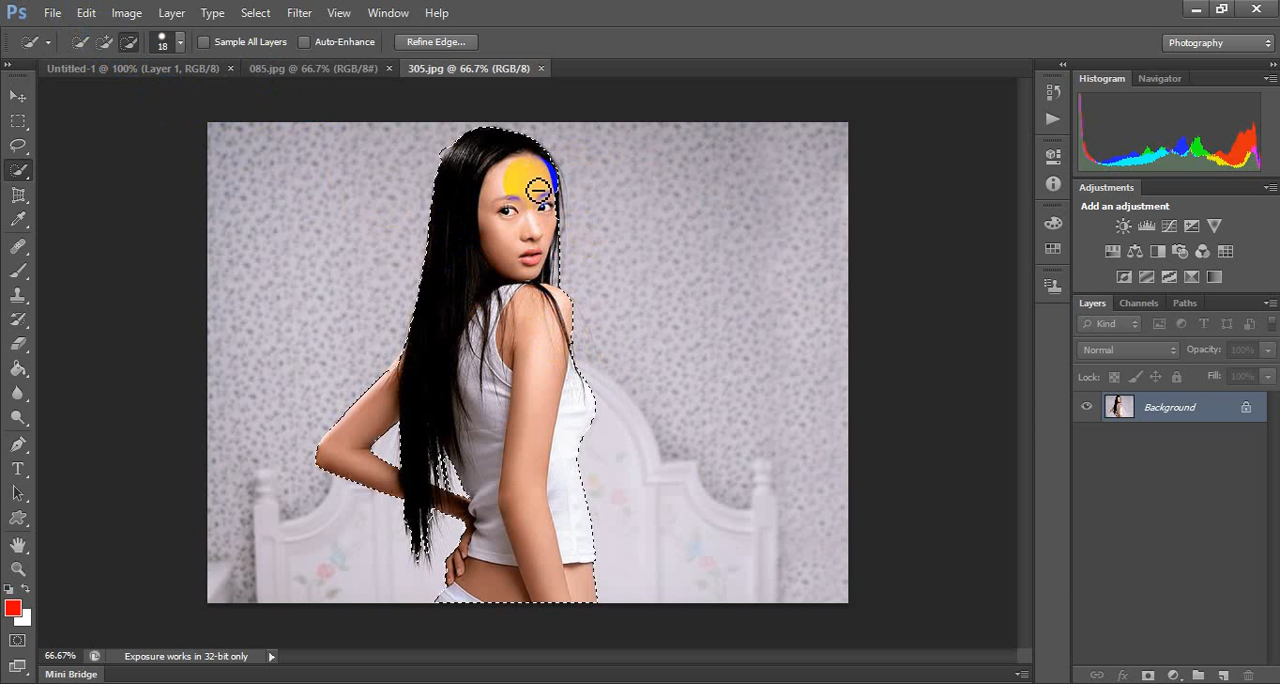 Ps File Edit Image Layer Type Select Filter View Window Help
18 Sample All Layers Auto-Enhance Refine Edge... Photography
Untitled-1 @ 100% (Layer 1, RGB/8) × 085.jpg @ 66.7% (RGB/8#) × 305.jpg @ 66.7% (RGB/8) ×
Histogram Navigator
Adjustments
Add an adjustment
Layers Channels Paths
Kind
Normal Opacity: 100%
Lock: Fill: 100%
Background
66.67% Exposure works in 32-bit only
Mini Bridge